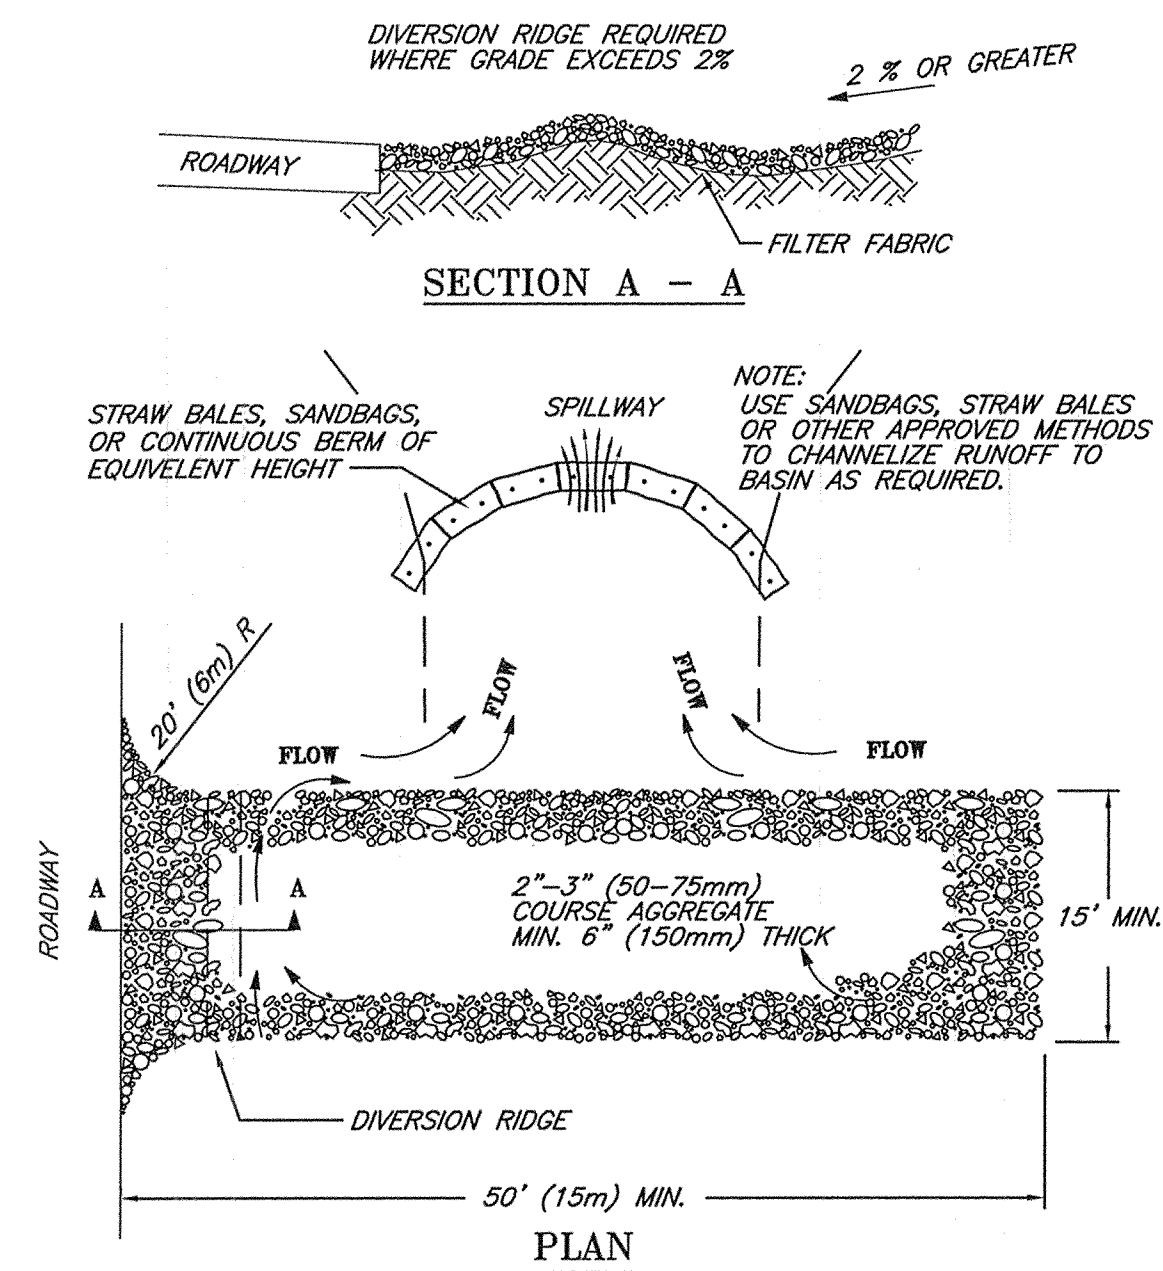 DIVERSION RIDGE REQUIRED
WHERE GRADE EXCEEDS 2%
2 % OR GREATER
ROADWAY
FILTER FABRIC
SECTION A - A
STRAW BALES, SANDBAGS,
OR CONTINUOUS BERM OF
EQUIVELENT HEIGHT
SPILLWAY
NOTE:
USE SANDBAGS, STRAW BALES
OR OTHER APPROVED METHODS
TO CHANNELIZE RUNOFF TO
BASIN AS REQUIRED.
20' (6m) R
FLOW
FLOW
FLOW
FLOW
ROADWAY
A
A
2"-3" (50-75mm)
COURSE AGGREGATE
MIN. 6" (150mm) THICK
15' MIN.
DIVERSION RIDGE
50' (15m) MIN.
PLAN